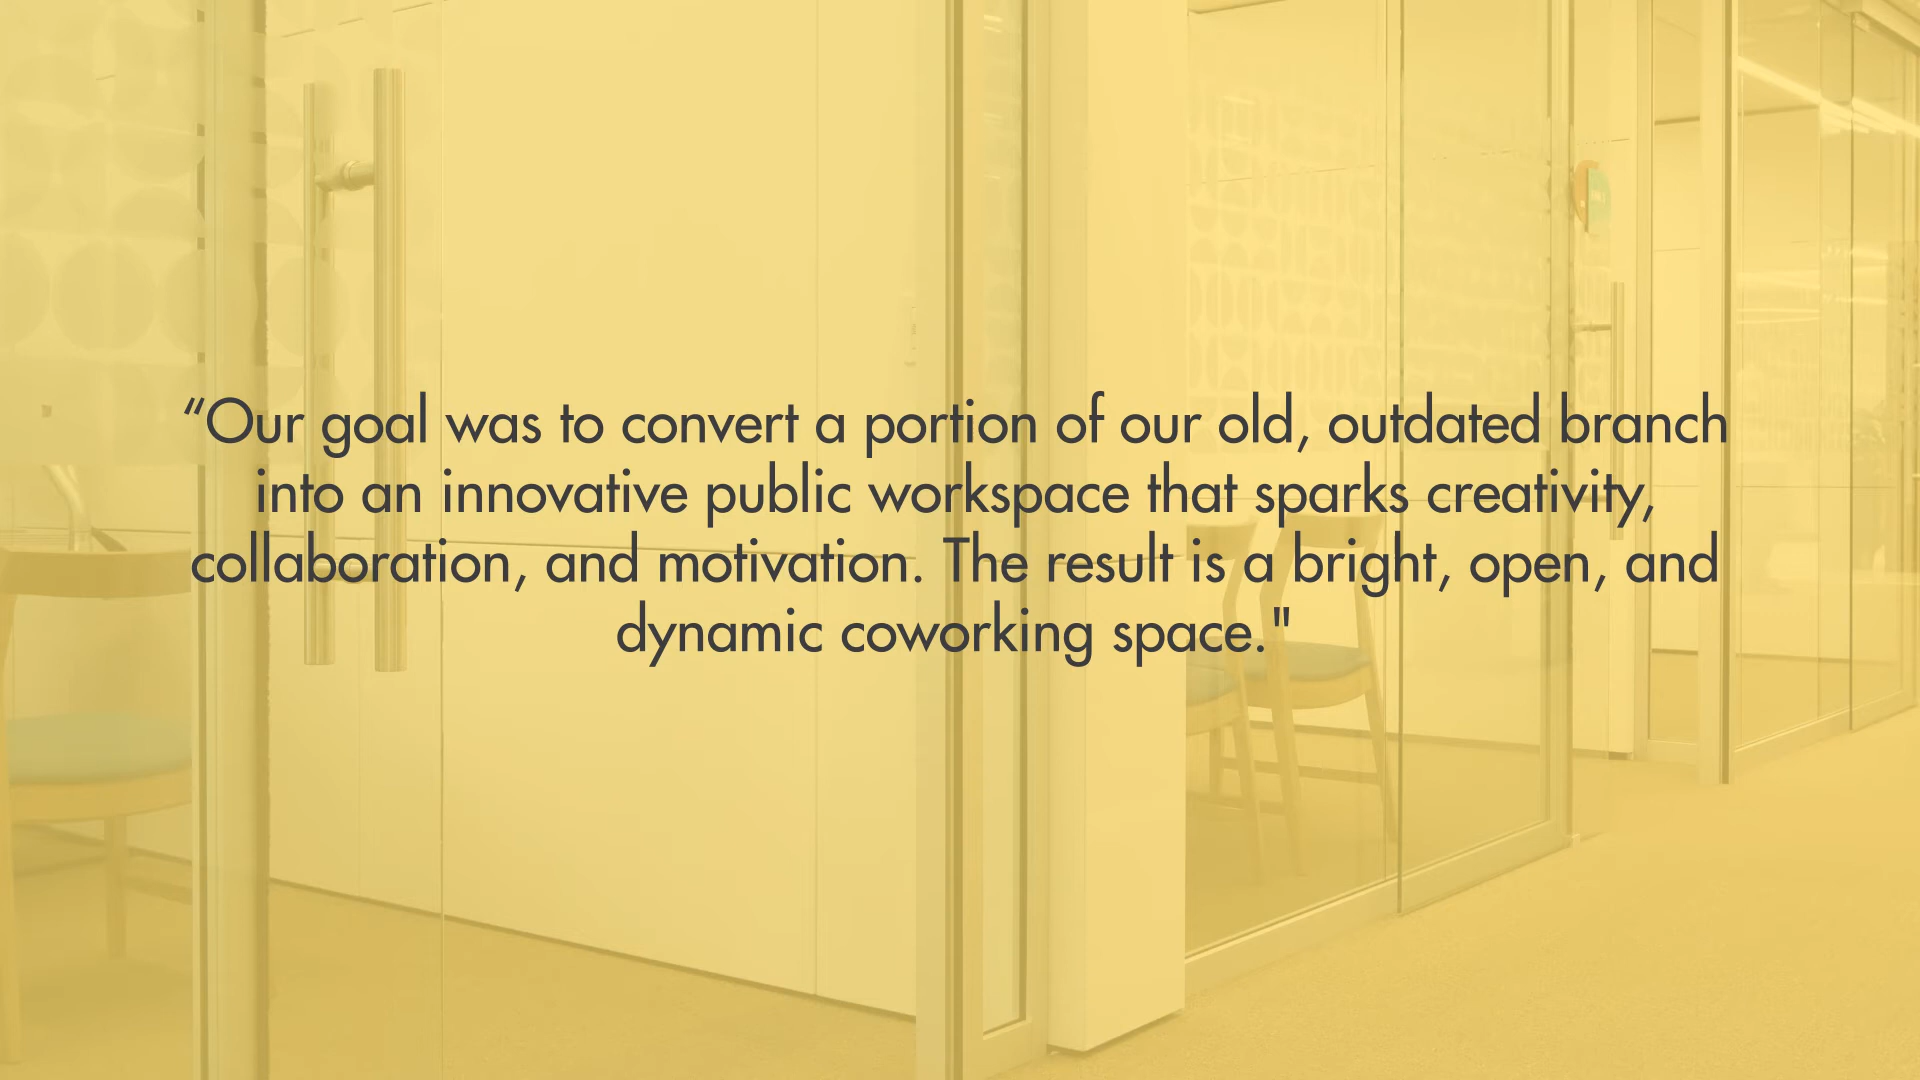 “Our goal was to convert a portion of our old, outdated branch
into an innovative public workspace that sparks creativity,
collaboration, and motivation. The result is a bright, open, and
dynamic coworking space."